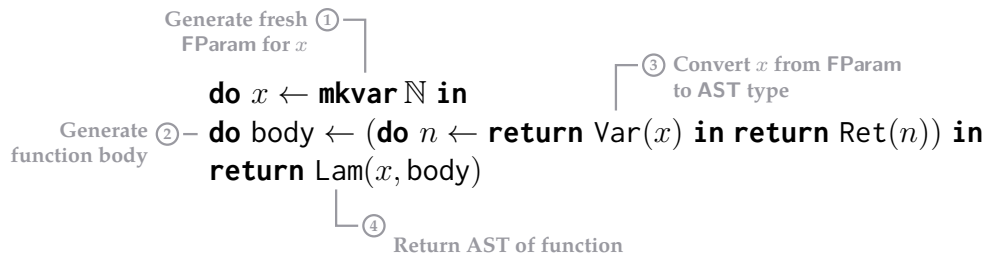 Generate fresh ①
FParam for x
③ Convert x from FParam
to AST type
do x ← mkvar ℕ in
Generate ②
function body
do body ← (do n ← return Var(x) in return Ret(n)) in
return Lam(x, body)
④
Return AST of function